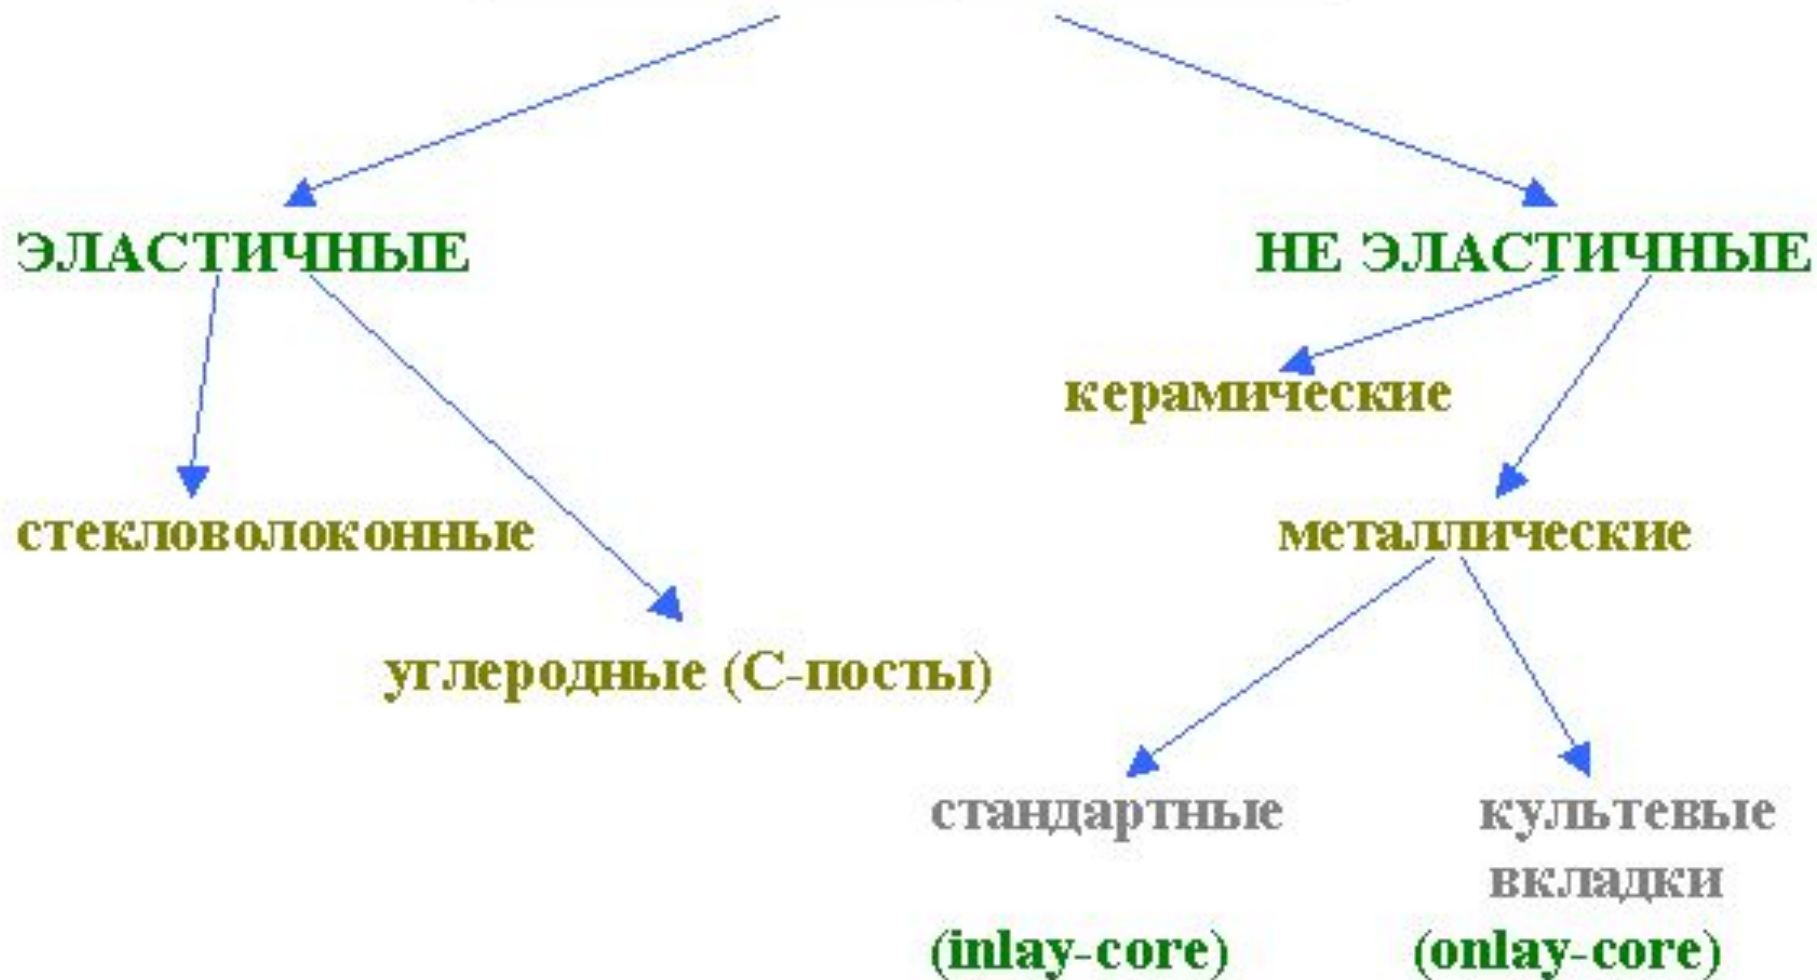 ЭЛАСТИЧНЫЕ
НЕ ЭЛАСТИЧНЫЕ
керамические
стекловолоконные
металлические
углеродные (С-посты)
стандартные
культевые
вкладки
(inlay-core)
(onlay-core)